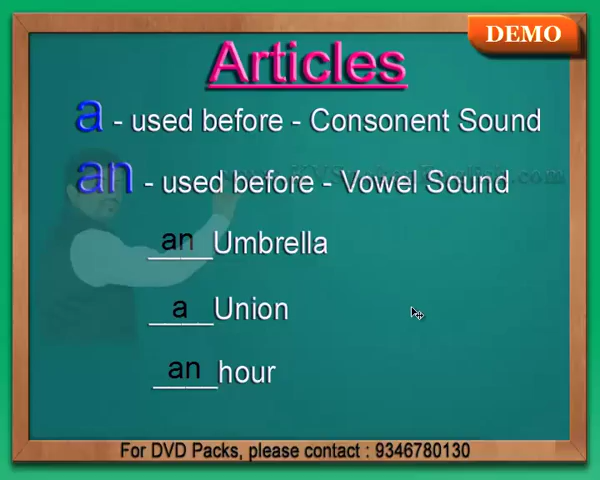 DEMO
Articles
a - used before - Consonent Sound
an - used before - Vowel Sound
an Umbrella
a Union
an hour
For DVD Packs, please contact : 9346780130